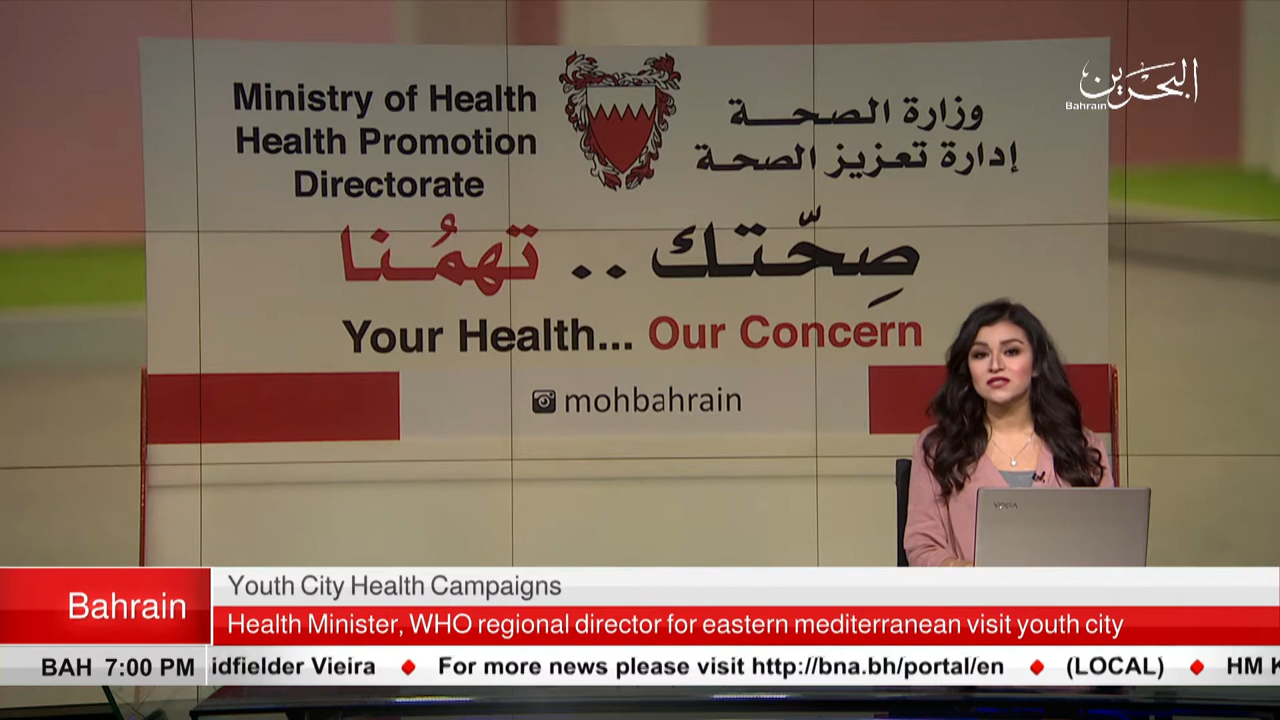 Ministry of Health
Health Promotion
Directorate
وزارة الصحة
إدارة تعزيز الصحة
البحرين
Bahrain
صِحّتك .. تهمُنا
Your Health... Our Concern
mohbahrain
YOGA
Bahrain
Youth City Health Campaigns
Health Minister, WHO regional director for eastern mediterranean visit youth city
BAH 7:00 PM idfielder Vieira ♦ For more news please visit http://bna.bh/portal/en ♦ (LOCAL) ♦ HM K